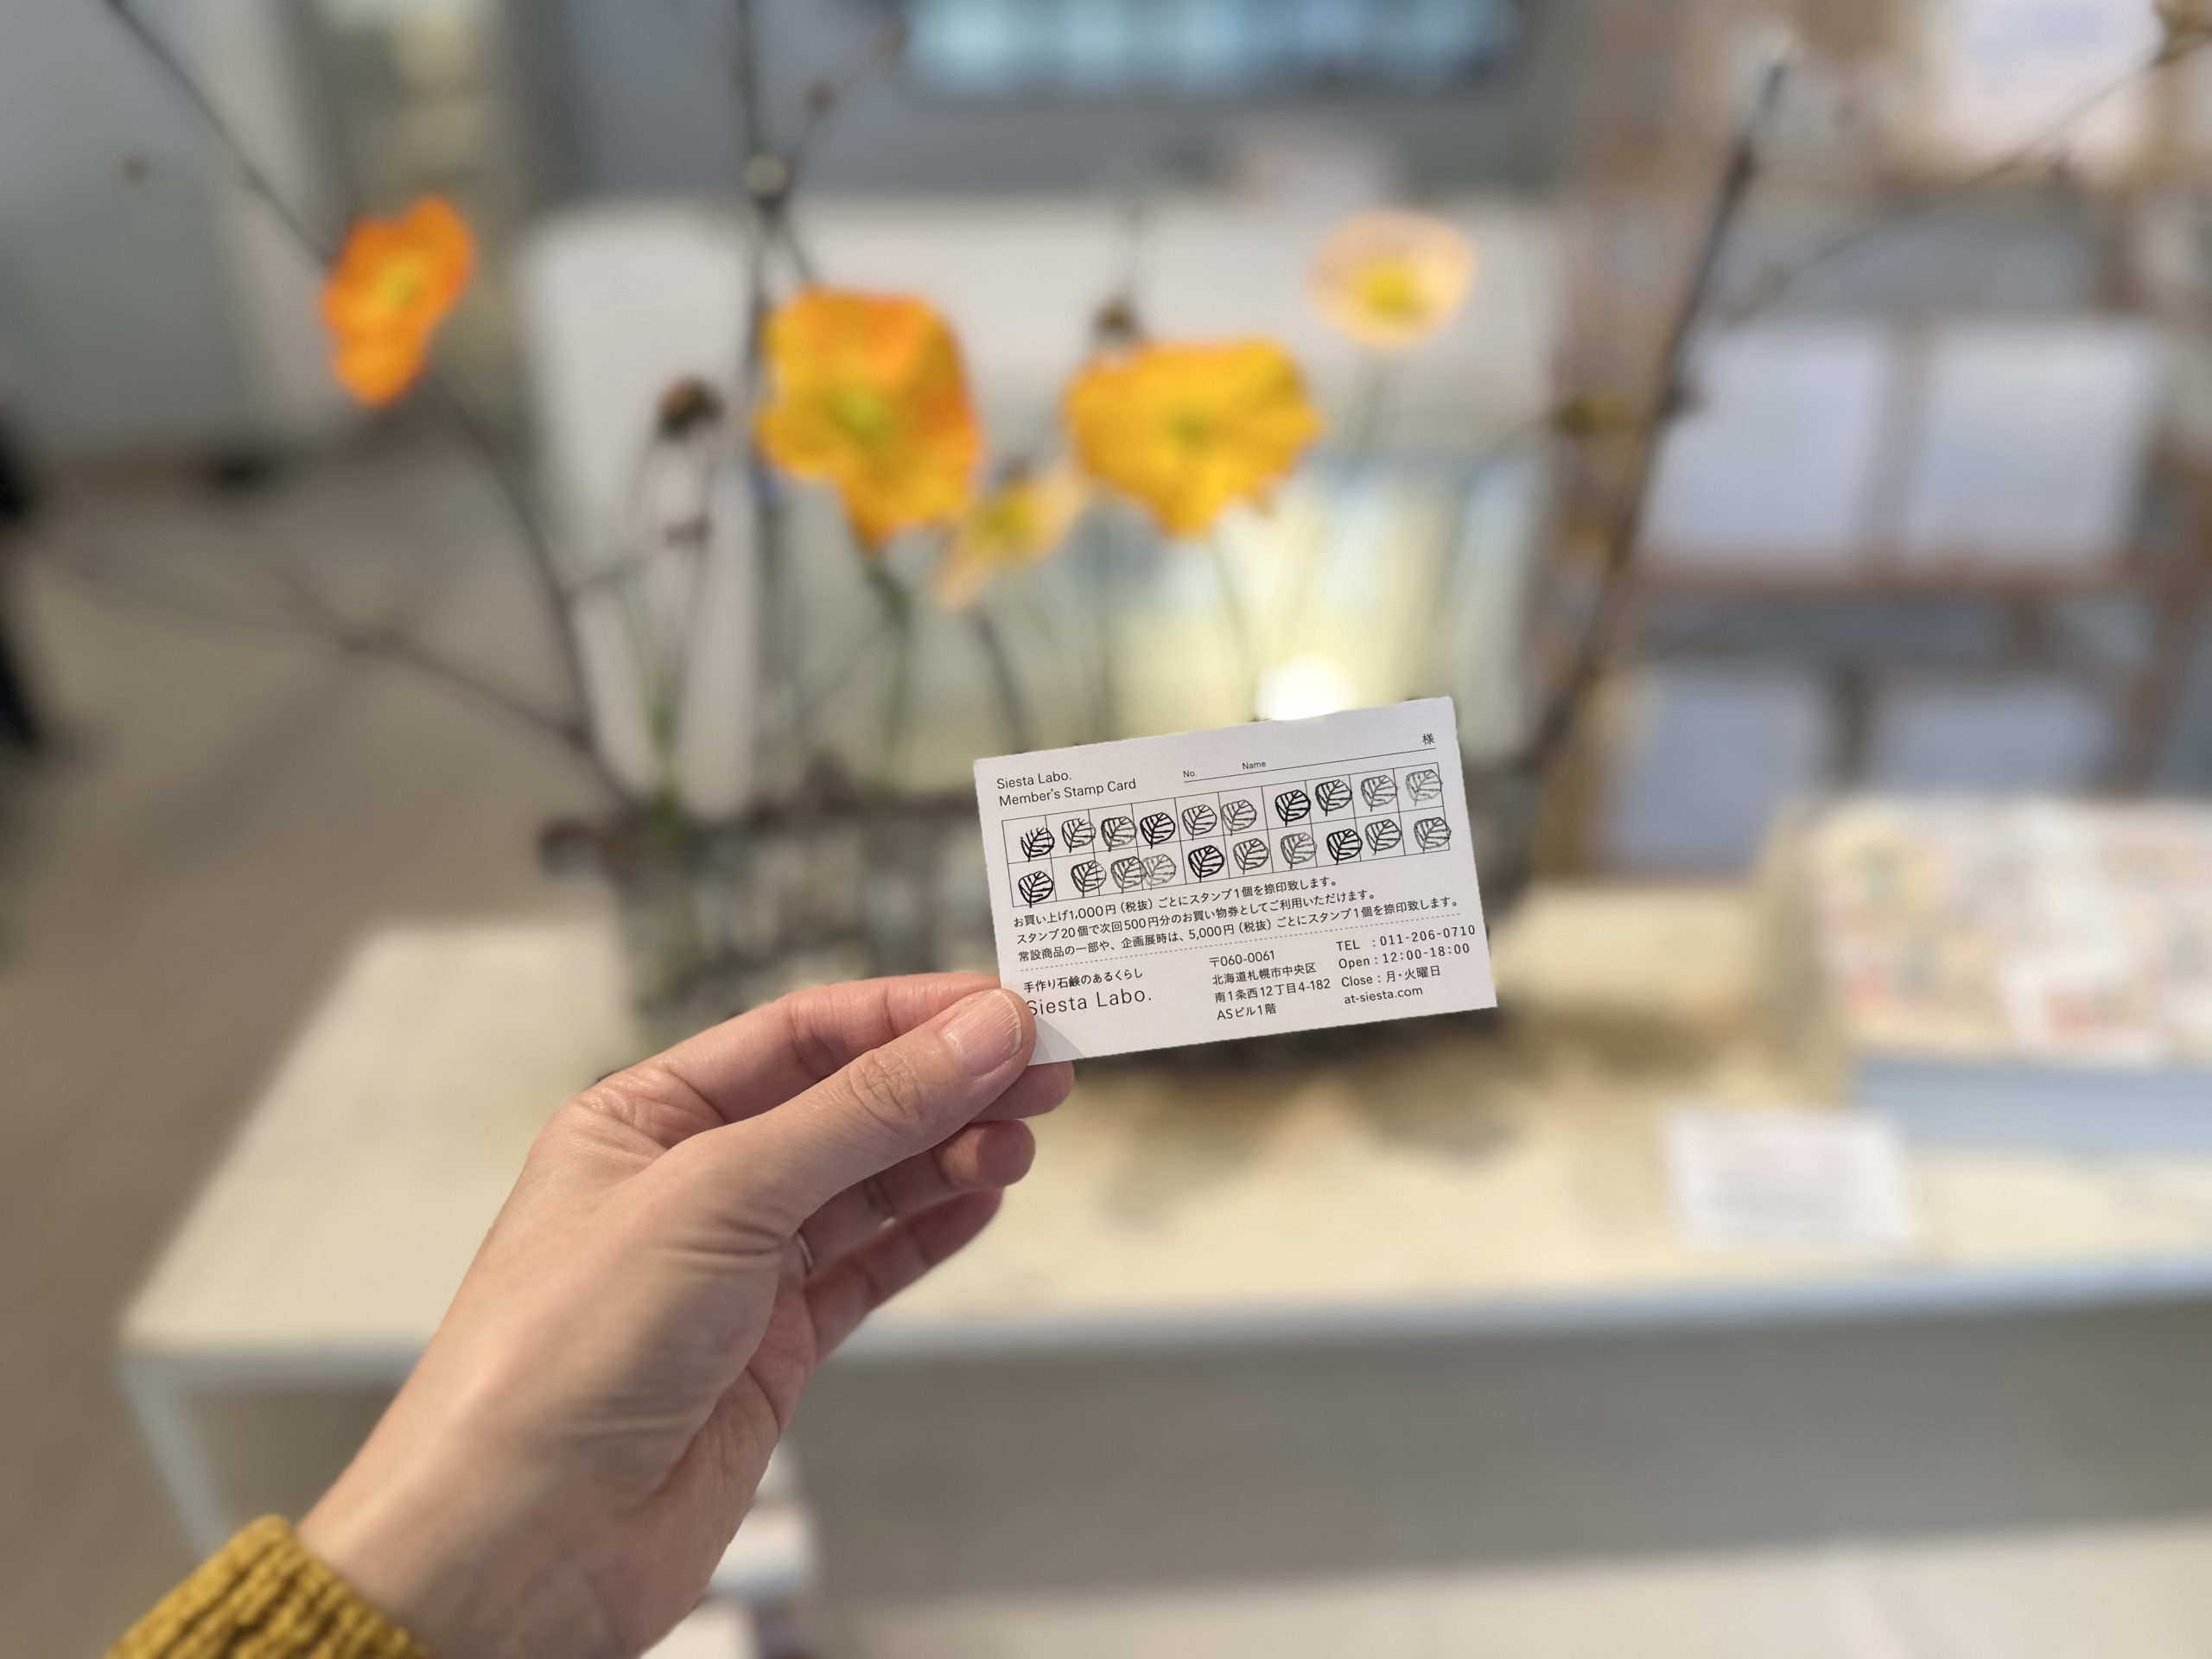 Siesta Labo.
Member's Stamp Card
No. Name 様
お買い上げ1,000円（税抜）ごとにスタンプ1個を捺印致します。
スタンプ20個で次回500円分のお買い物券としてご利用いただけます。
常設商品の一部や、企画展時は、5,000円（税抜）ごとにスタンプ1個を捺印致します。
手作り石鹸のあるくらし
Siesta Labo.
〒060-0061
北海道札幌市中央区
南1条西12丁目4-182
ASビル1階
TEL : 011-206-0710
Open : 12:00-18:00
Close : 月・火曜日
at-siesta.com